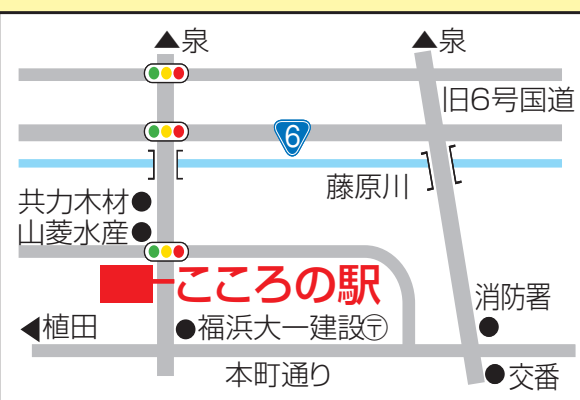 ▲泉
▲泉
旧6号国道
6
藤原川
共力木材●
山菱水産●
こころの駅
消防署
◀植田
●福浜大一建設〒
本町通り
●交番